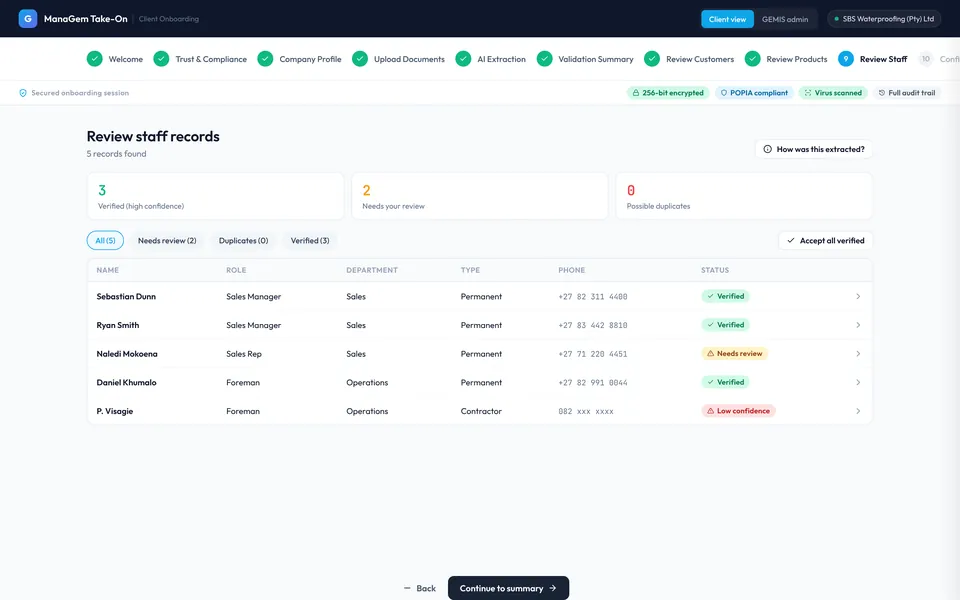 G ManaGem Take-On | Client Onboarding Client view GEMIS admin SBS Waterproofing (Pty) Ltd
Welcome Trust & Compliance Company Profile Upload Documents AI Extraction Validation Summary Review Customers Review Products 9 Review Staff 10 Confi
Secured onboarding session 256-bit encrypted POPIA compliant Virus scanned Full audit trail
Review staff records
5 records found
How was this extracted?
3 2 0
Verified (high confidence) Needs your review Possible duplicates
All (5) Needs review (2) Duplicates (0) Verified (3) Accept all verified
NAME ROLE DEPARTMENT TYPE PHONE STATUS
Sebastian Dunn Sales Manager Sales Permanent +27 82 311 4400 Verified
Ryan Smith Sales Manager Sales Permanent +27 83 442 8810 Verified
Naledi Mokoena Sales Rep Sales Permanent +27 71 220 4451 Needs review
Daniel Khumalo Foreman Operations Permanent +27 82 991 0044 Verified
P. Visagie Foreman Operations Contractor 082 xxx xxxx Low confidence
Back Continue to summary